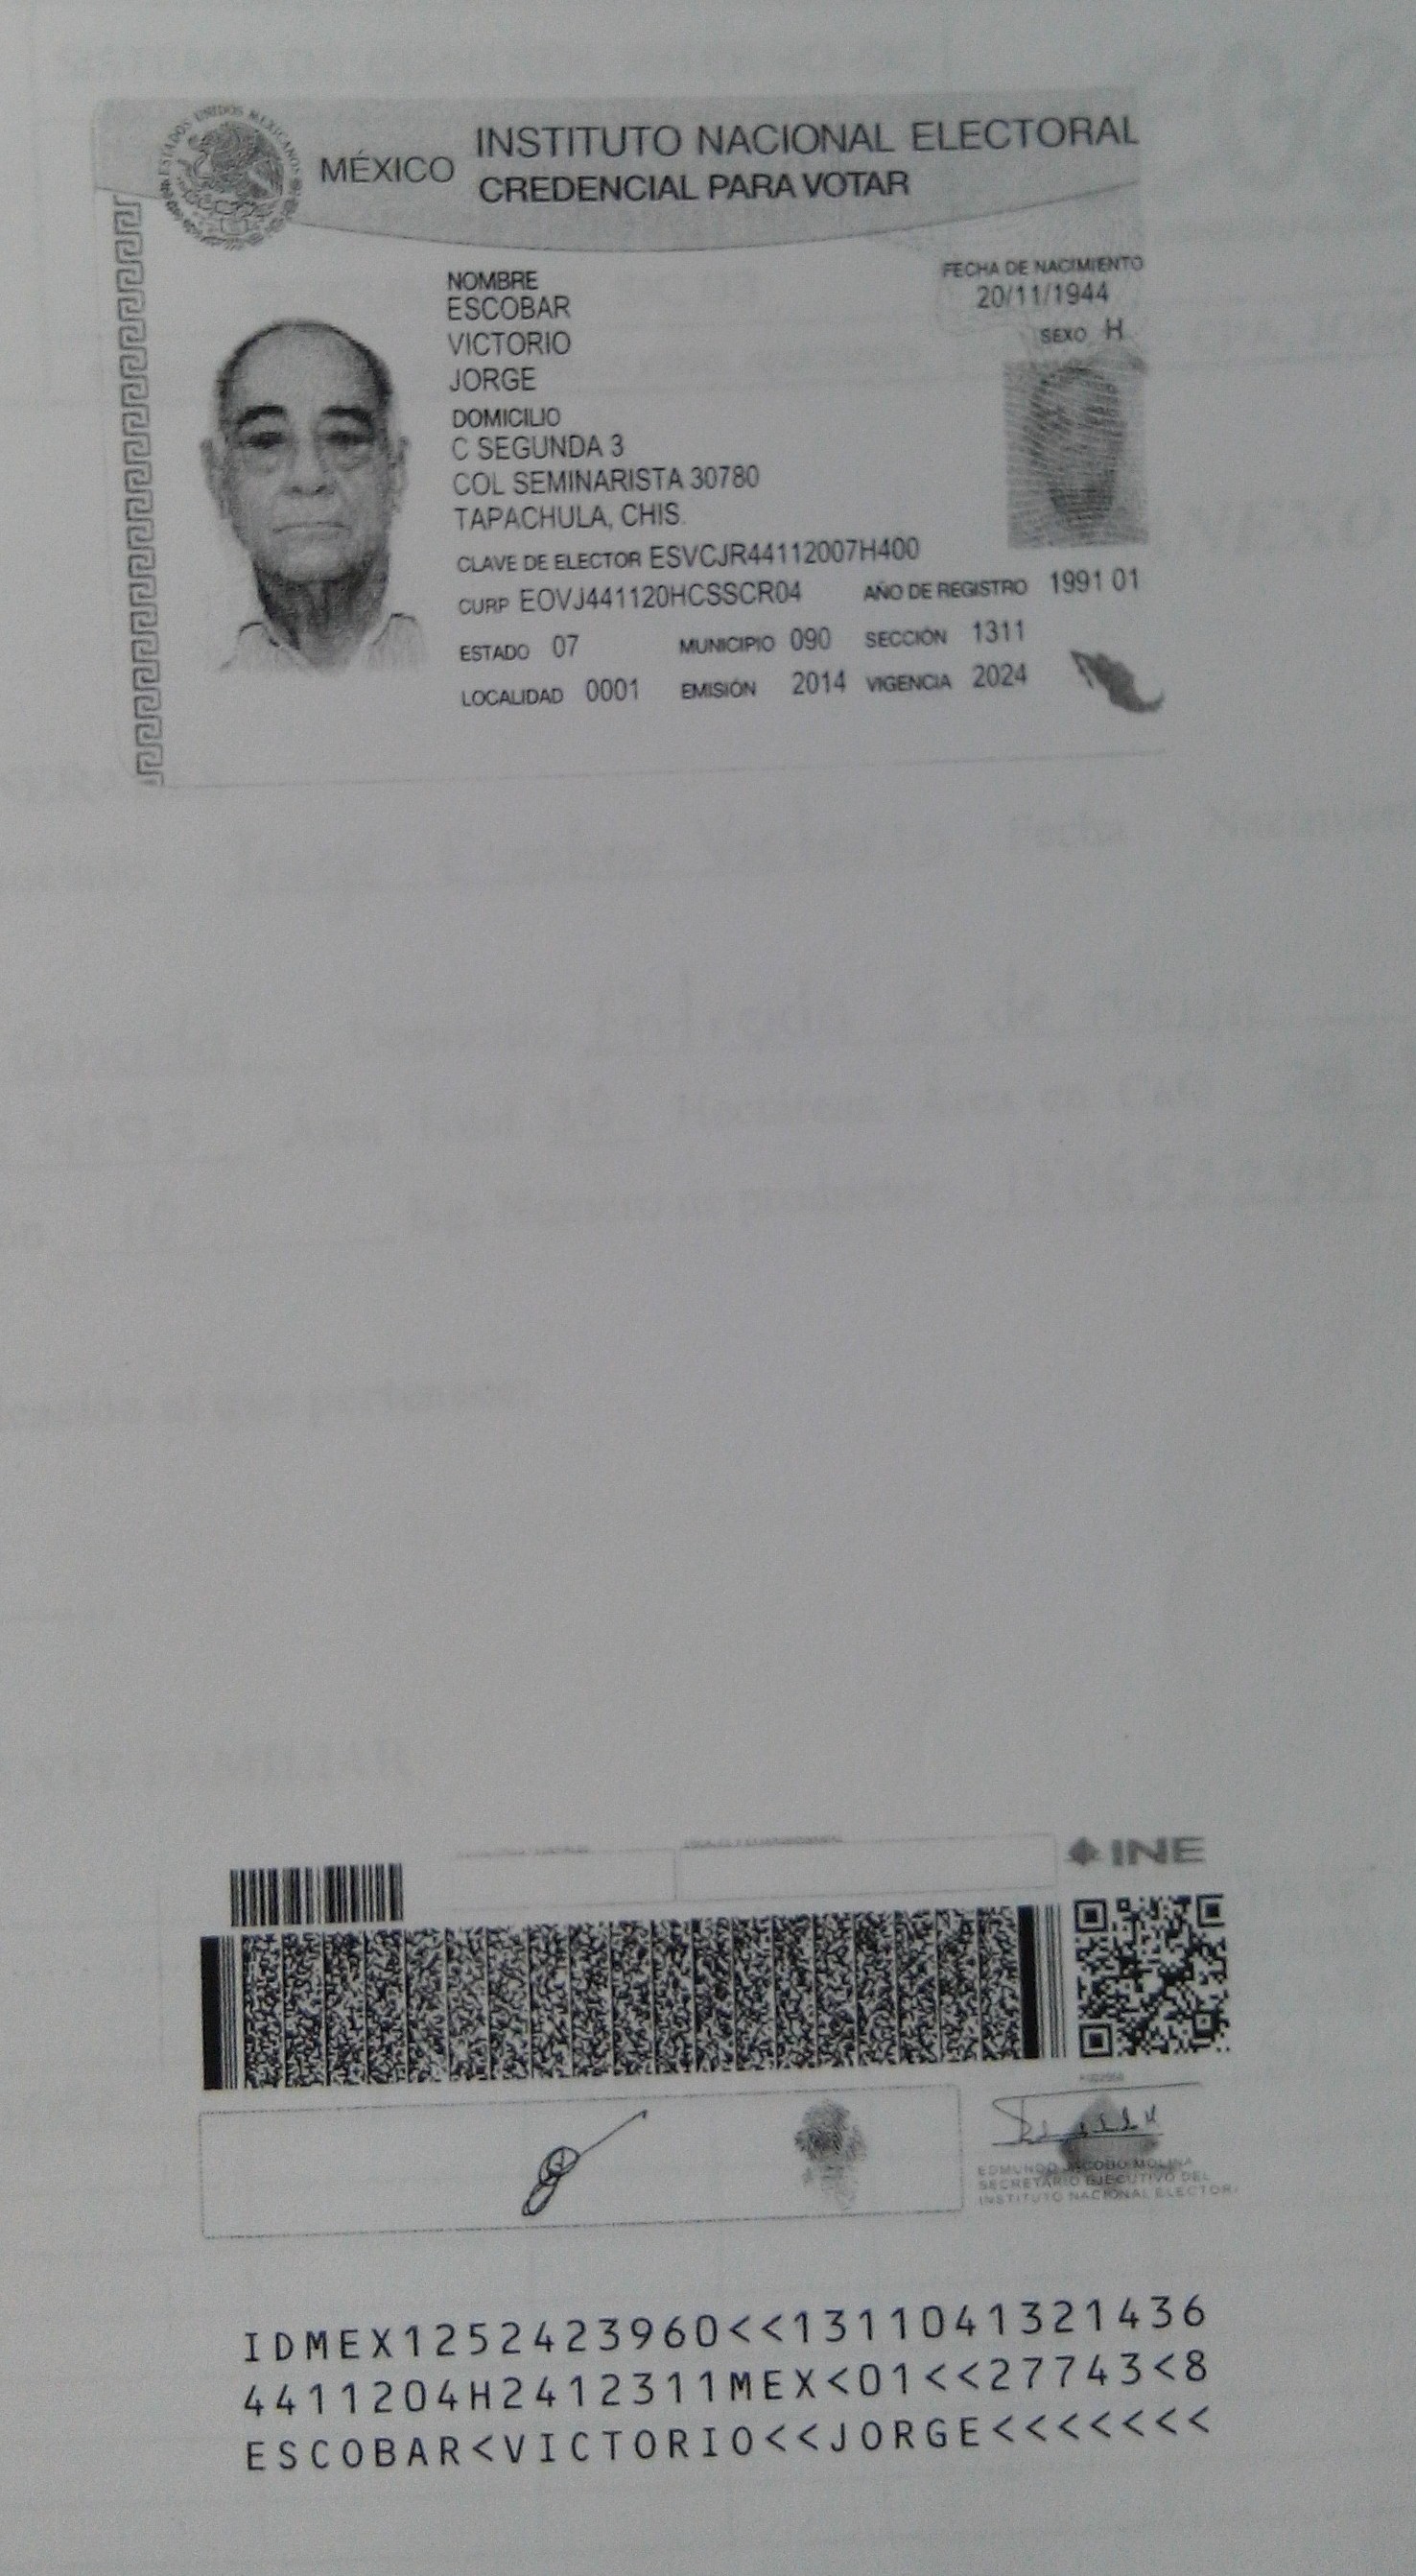 MÉXICO INSTITUTO NACIONAL ELECTORAL
CREDENCIAL PARA VOTAR
ESTADOS UNIDOS MEXICANOS
NOMBRE
ESCOBAR
VICTORIO
JORGE
DOMICILIO
C SEGUNDA 3
COL SEMINARISTA 30780
TAPACHULA, CHIS.
FECHA DE NACIMIENTO
20/11/1944
SEXO H
CLAVE DE ELECTOR ESVCJR44112007H400
CURP EOVJ441120HCSSCR04 AÑO DE REGISTRO 1991 01
ESTADO 07 MUNICIPIO 090 SECCIÓN 1311
LOCALIDAD 0001 EMISIÓN 2014 VIGENCIA 2024
INE
EDMUNDO JACOBO MOLINA
SECRETARIO EJECUTIVO DEL
INSTITUTO NACIONAL ELECTORAL
IDMEX1252423960<<1311041321436
4411204H2412311MEX<01<<27743<8
ESCOBAR<VICTORIO<<JORGE<<<<<<<